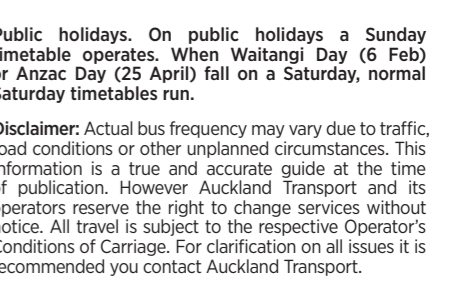 Public holidays. On public holidays a Sunday
timetable operates. When Waitangi Day (6 Feb)
or Anzac Day (25 April) fall on a Saturday, normal
Saturday timetables run.
Disclaimer: Actual bus frequency may vary due to traffic,
road conditions or other unplanned circumstances. This
information is a true and accurate guide at the time
of publication. However Auckland Transport and its
operators reserve the right to change services without
notice. All travel is subject to the respective Operator’s
Conditions of Carriage. For clarification on all issues it is
recommended you contact Auckland Transport.